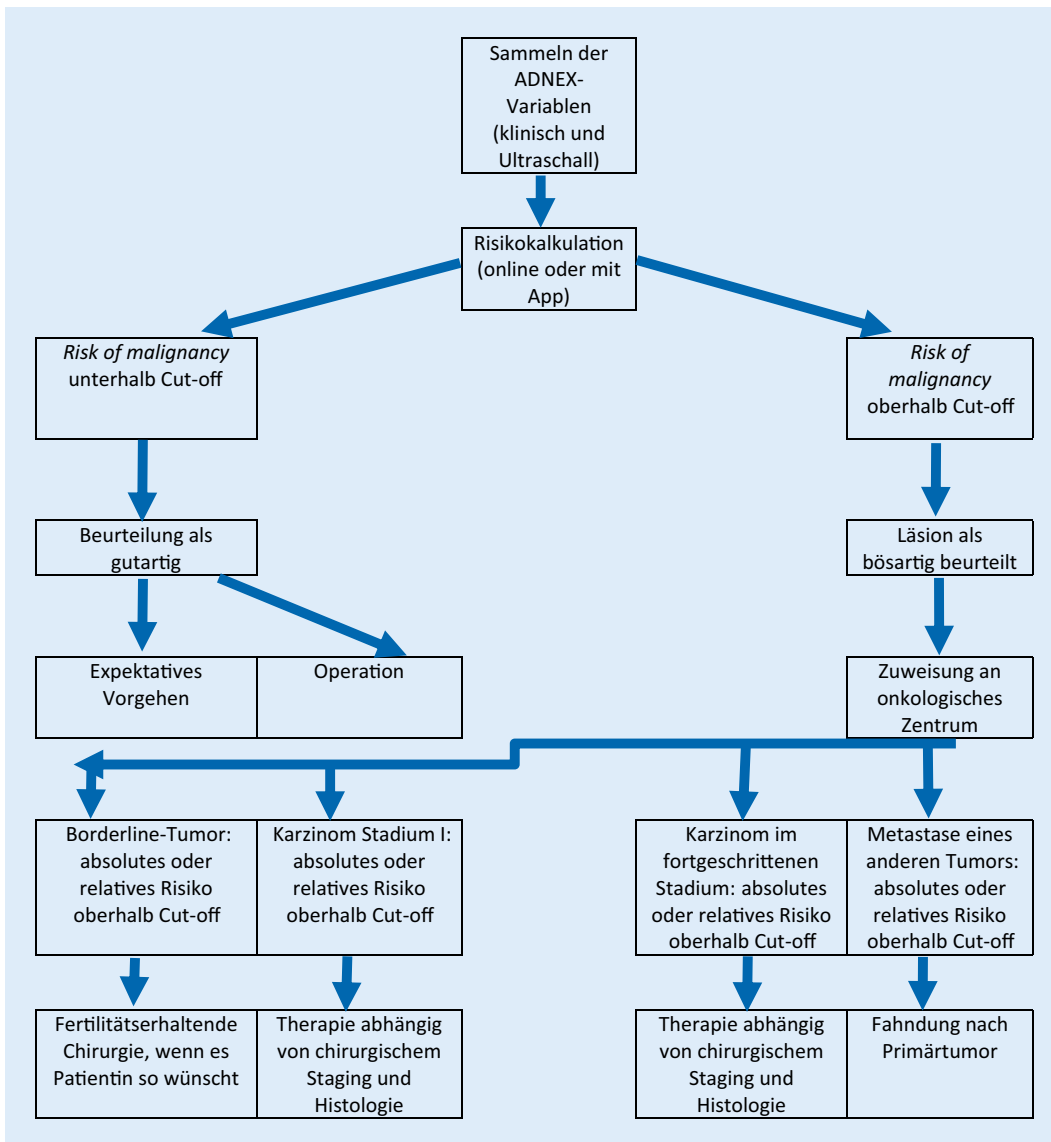 Sammeln der
ADNEX-
Variablen
(klinisch und
Ultraschall)
Risikokalkulation
(online oder mit
App)
Risk of malignancy
unterhalb Cut-off
Risk of
malignancy
oberhalb Cut-off
Beurteilung als
gutartig
Läsion als
bösartig beurteilt
Expektatives
Vorgehen
Operation
Zuweisung an
onkologisches
Zentrum
Borderline-Tumor:
absolutes oder
relatives Risiko
oberhalb Cut-off
Karzinom Stadium I:
absolutes oder
relatives Risiko
oberhalb Cut-off
Karzinom im
fortgeschrittenen
Stadium: absolutes
oder relatives Risiko
oberhalb Cut-off
Metastase eines
anderen Tumors:
absolutes oder
relatives Risiko
oberhalb Cut-off
Fertilitätserhaltende
Chirurgie, wenn es
Patientin so wünscht
Therapie abhängig
von chirurgischem
Staging und
Histologie
Therapie abhängig
von chirurgischem
Staging und
Histologie
Fahndung nach
Primärtumor